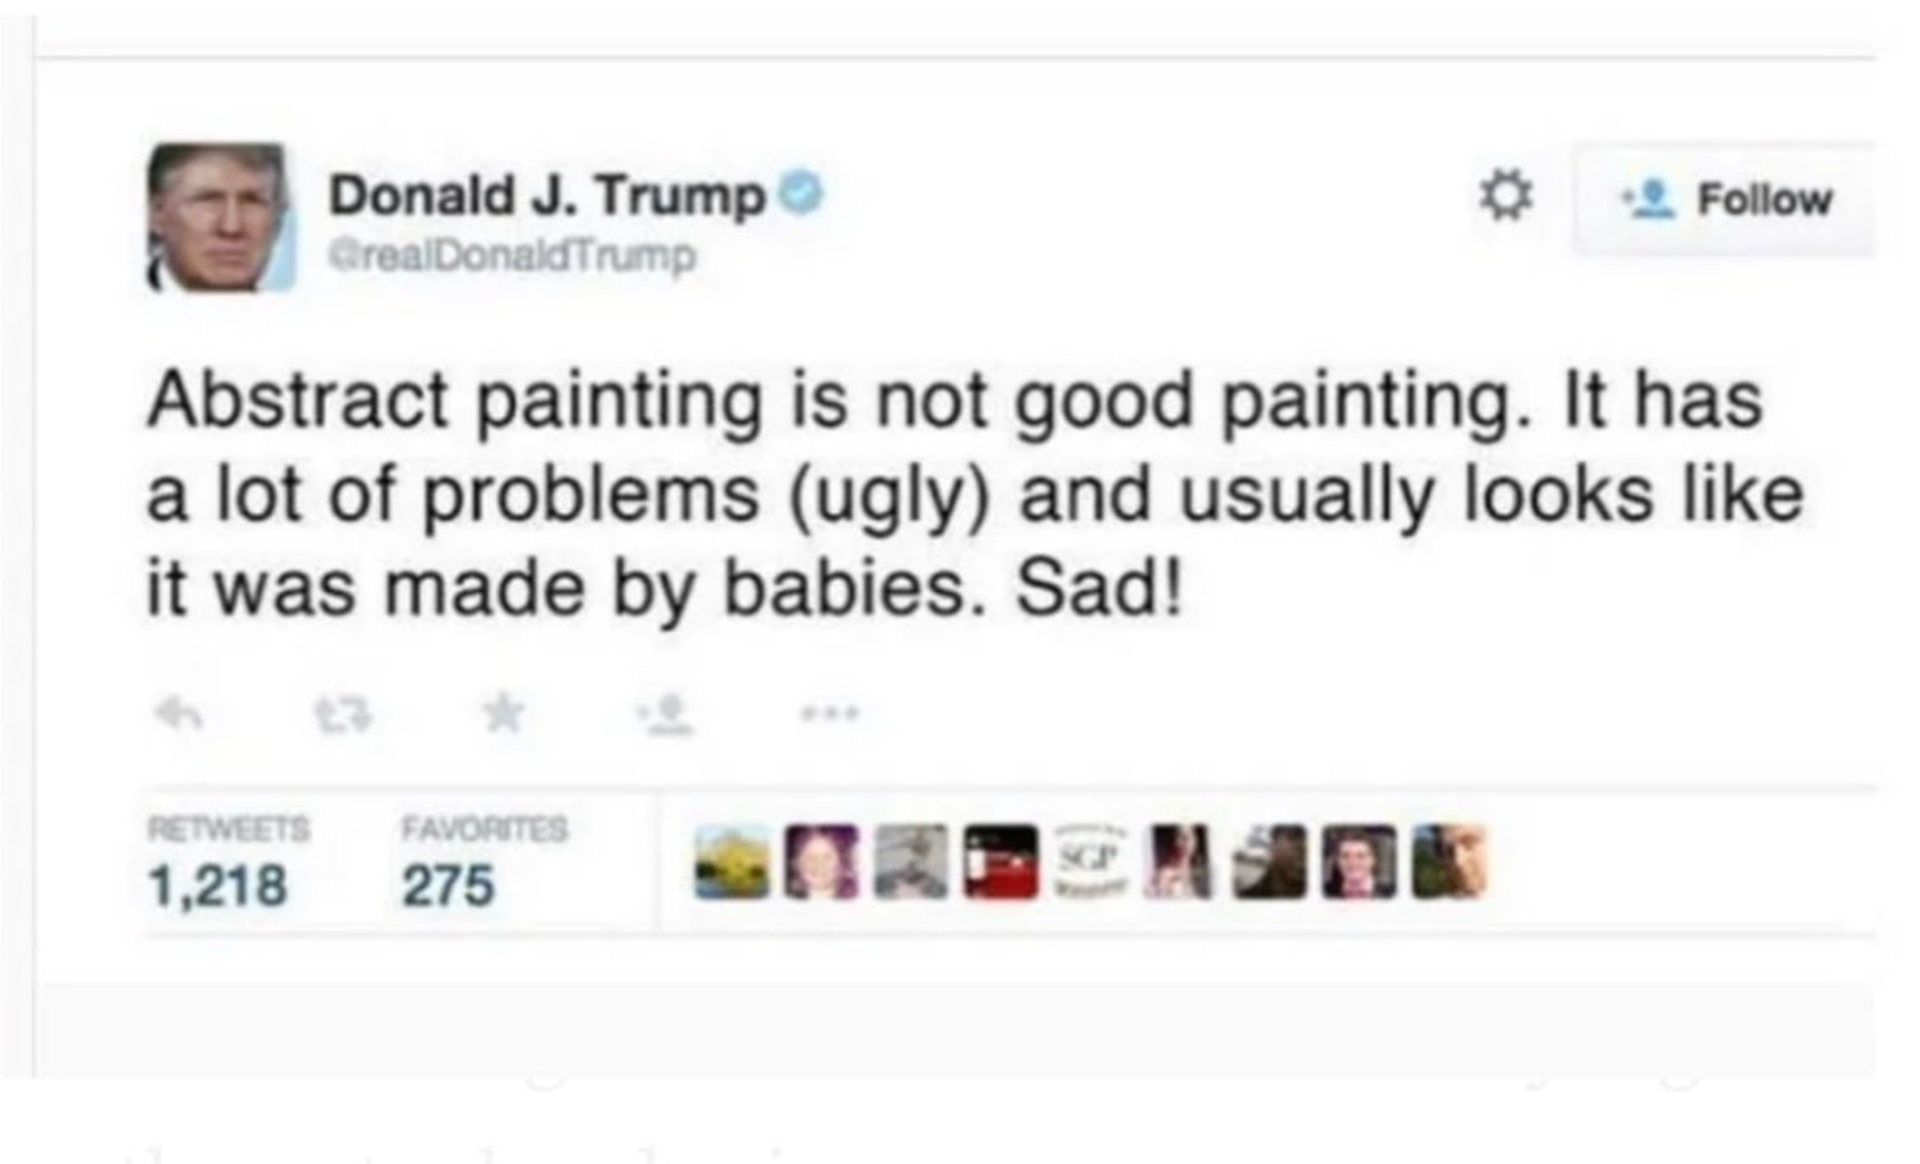 Donald J. Trump
@realDonaldTrump
Follow
Abstract painting is not good painting. It has
a lot of problems (ugly) and usually looks like
it was made by babies. Sad!
RETWEETS FAVORITES
1,218 275
SGP